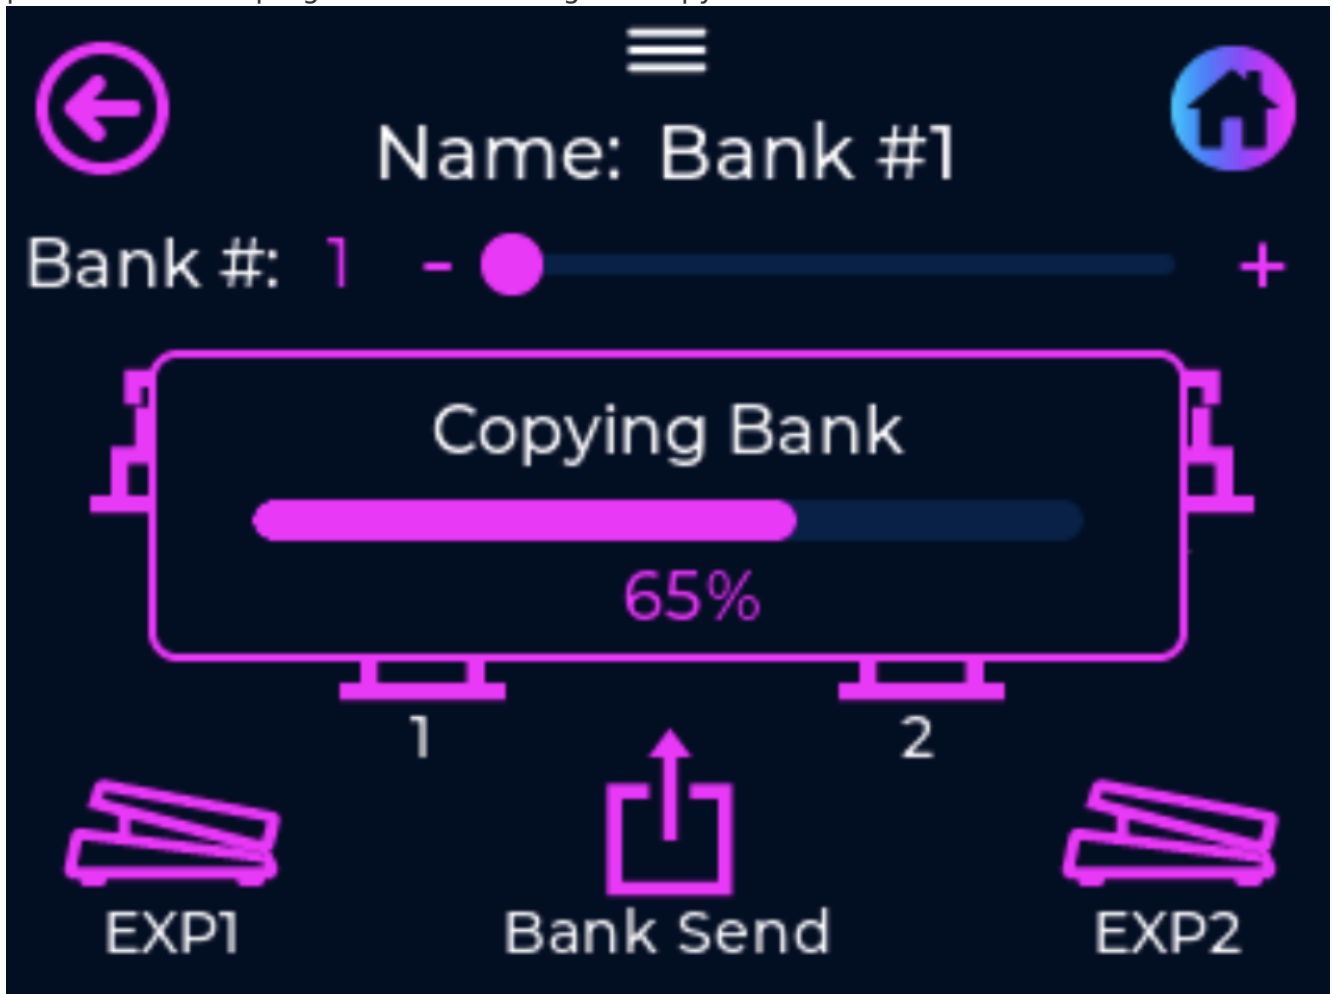 Name: Bank #1
Bank #: 1 - +
Copying Bank
65%
1 2
EXP1 Bank Send EXP2